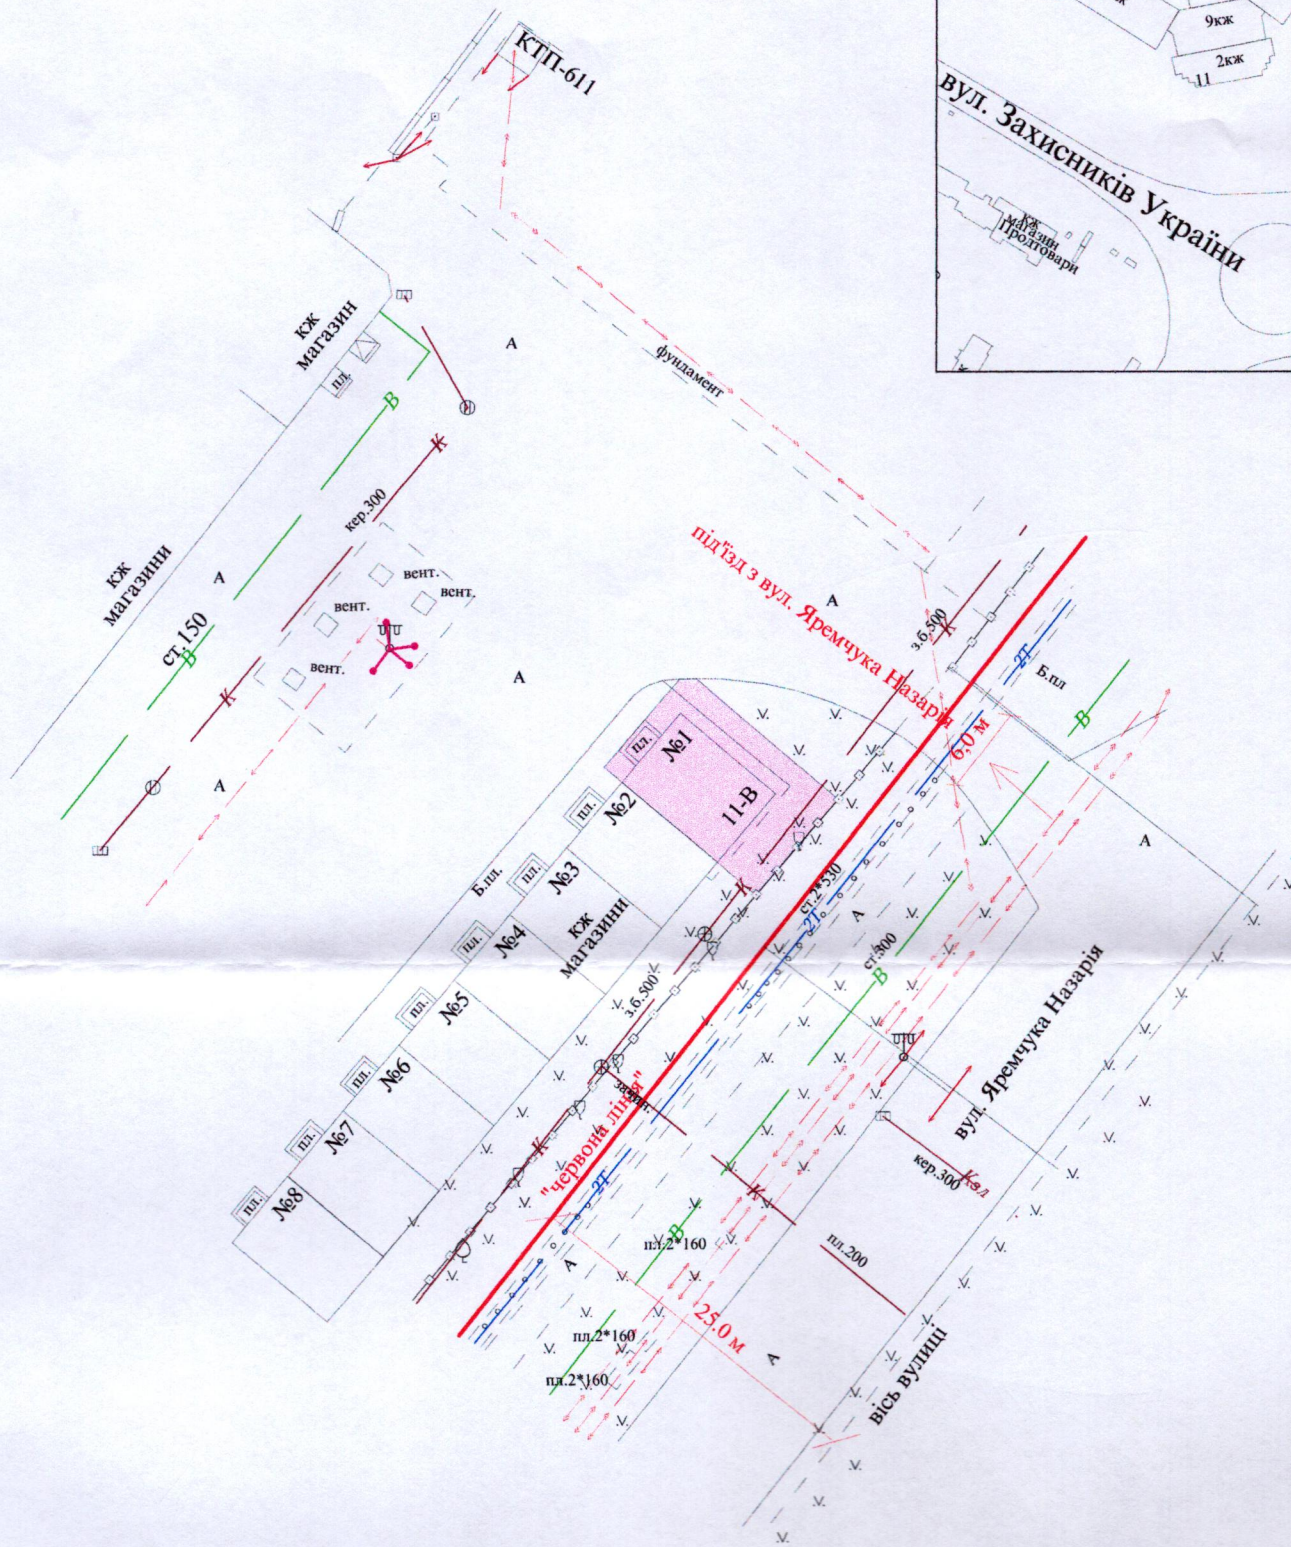 КТП-611
9кж
2кж
11
вул. Захисників України
КЖ
магазин
Продтовари
кж
магазин
пл.
А
В
фундамент
К
кер.300
кж
магазини
А
вент.
вент.
вент.
вент.
ст.150
В
К
А
А
під'їзд з вул. Яремчука Назарія
А
з.б.500
К
2Т
Б.пл
В
6,0 м
пл.
№1
11-В
пл.
№2
пл.
№3
Б.пл.
пл.
№4
кж
магазини
пл.
№5
пл.
№6
пл.
№7
пл.
№8
К
ст.2*530
2Т
А
А
ст.300
В
з.б.500
вул. Яремчука Назарія
"червона лінія"
К
2Т
К
кер.300
Кзл
В
пл.2*160
пл.200
А
25.0 м
пл.2*160
пл.2*160
А
вісь вулиці